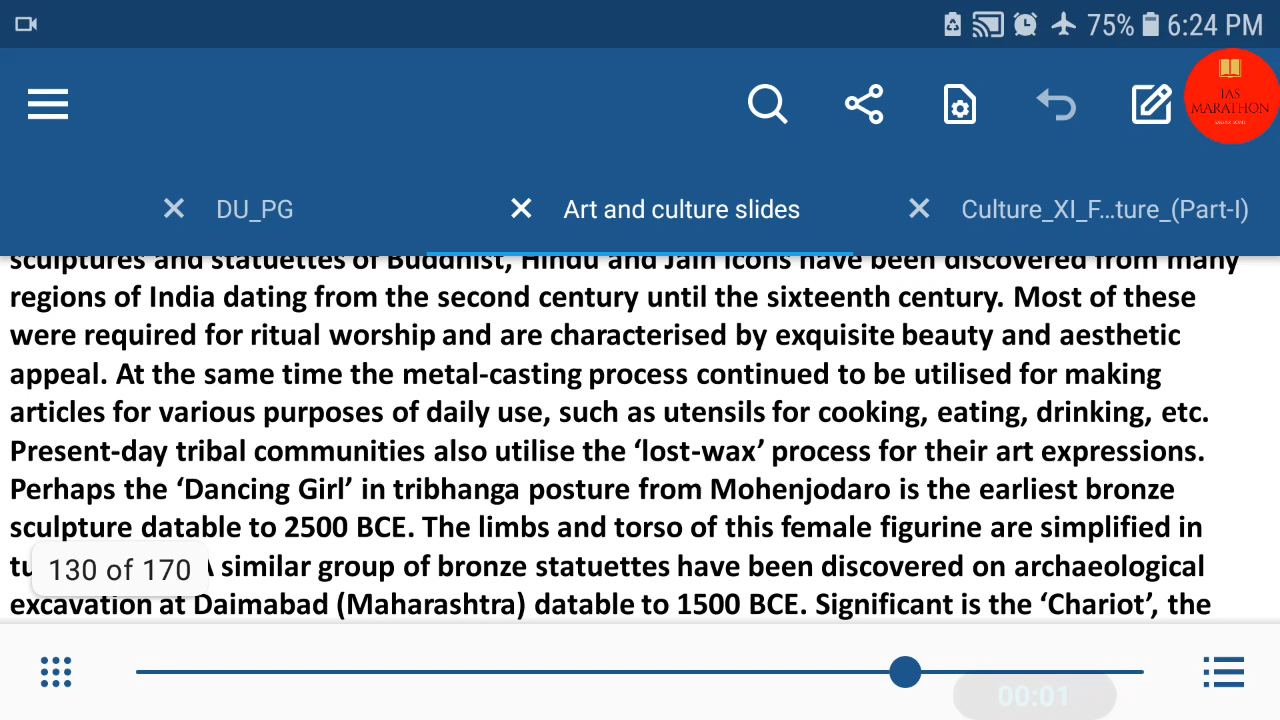 75% 6:24 PM
IAS
MARATHON
DU_PG
Art and culture slides
Culture_XI_F...ture_(Part-I)
sculptures and statuettes of Buddhist, Hindu and Jain icons have been discovered from many
regions of India dating from the second century until the sixteenth century. Most of these
were required for ritual worship and are characterised by exquisite beauty and aesthetic
appeal. At the same time the metal-casting process continued to be utilised for making
articles for various purposes of daily use, such as utensils for cooking, eating, drinking, etc.
Present-day tribal communities also utilise the ‘lost-wax’ process for their art expressions.
Perhaps the ‘Dancing Girl’ in tribhanga posture from Mohenjodaro is the earliest bronze
sculpture datable to 2500 BCE. The limbs and torso of this female figurine are simplified in
130 of 170
similar group of bronze statuettes have been discovered on archaeological
excavation at Daimabad (Maharashtra) datable to 1500 BCE. Significant is the ‘Chariot’, the
00:01